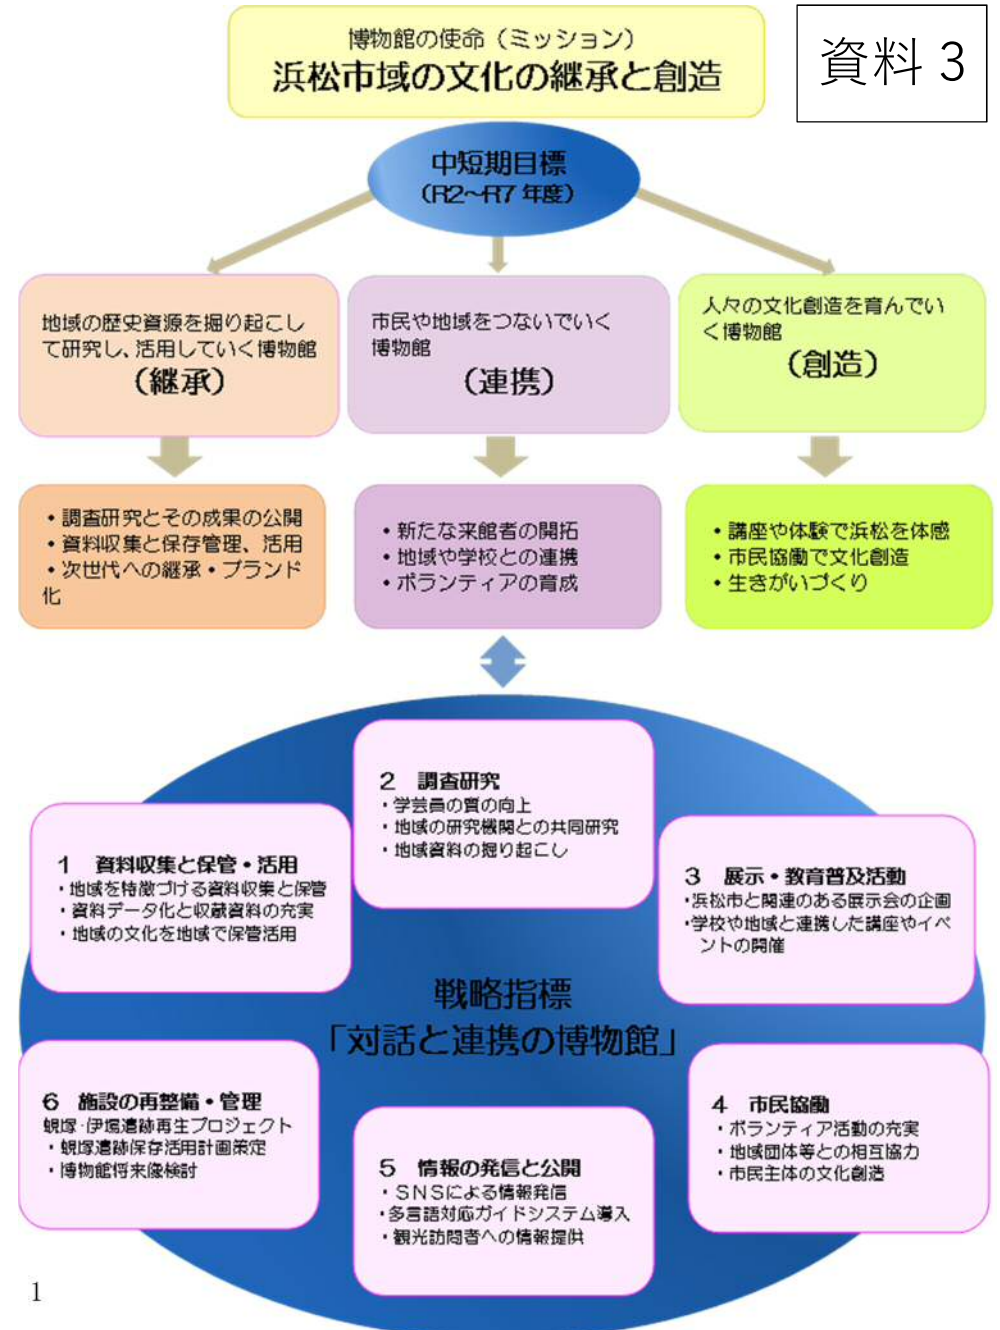 博物館の使命（ミッション）
浜松市域の文化の継承と創造
資料 3
中短期目標
（R2～R7 年度）
地域の歴史資源を掘り起こし
て研究し、活用していく博物館
（継承）
市民や地域をつないでいく
博物館
（連携）
人々の文化創造を育んでい
く博物館
（創造）
・調査研究とその成果の公開
・資料収集と保存管理、活用
・次世代への継承・ブランド
化
・新たな来館者の開拓
・地域や学校との連携
・ボランティアの育成
・講座や体験で浜松を体感
・市民協働で文化創造
・生きがいづくり
戦略指標
「対話と連携の博物館」
1　資料収集と保管・活用
・地域を特徴づける資料収集と保管
・資料データ化と収蔵資料の充実
・地域の文化を地域で保管活用
2　調査研究
・学芸員の質の向上
・地域の研究機関との共同研究
・地域資料の掘り起こし
3　展示・教育普及活動
・浜松市と関連のある展示会の企画
・学校や地域と連携した講座やイベ
ントの開催
4　市民協働
・ボランティア活動の充実
・地域団体等との相互協力
・市民主体の文化創造
5　情報の発信と公開
・ＳＮＳによる情報発信
・多言語対応ガイドシステム導入
・観光訪問者への情報提供
6　施設の再整備・管理
蜆塚・伊場遺跡再生プロジェクト
・蜆塚遺跡保存活用計画策定
・博物館将来像検討
1